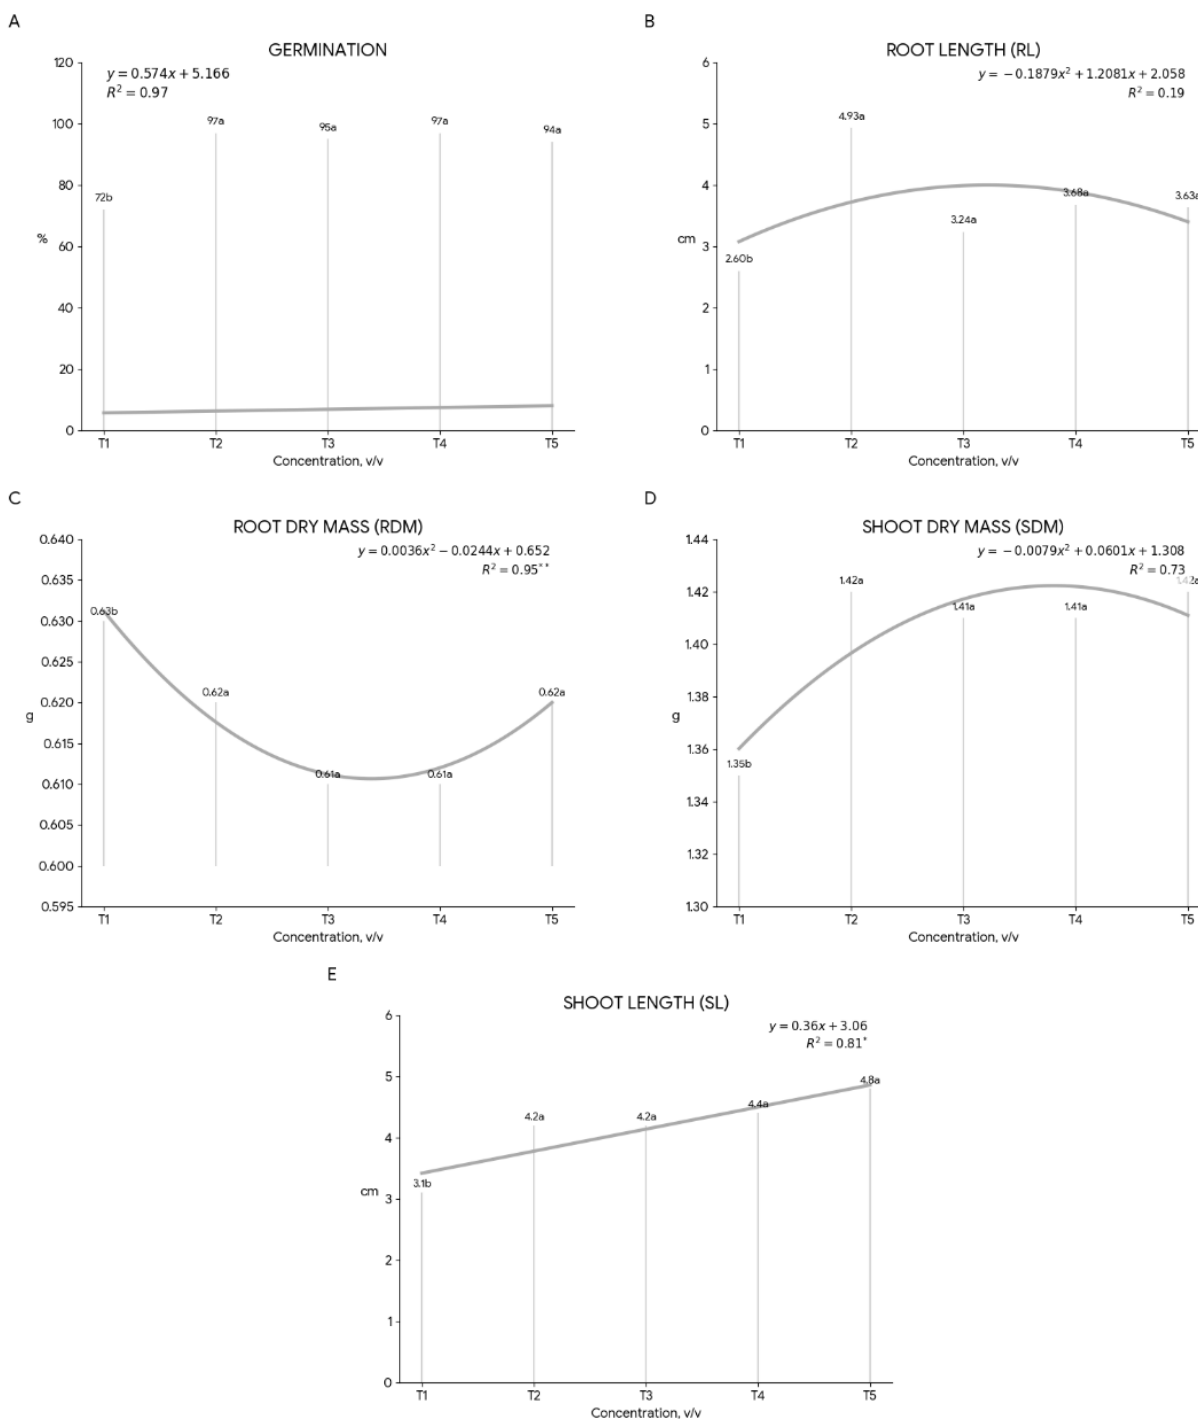 A
GERMINATION
y = 0.574x + 5.166
R² = 0.97
120
100
80
60
40
20
0
%
72b
97a
95a
97a
94a
T1 T2 T3 T4 T5
Concentration, v/v
B
ROOT LENGTH (RL)
y = −0.1879x² + 1.2081x + 2.058
R² = 0.19
6
5
4
3
2
1
0
cm
2.60b
4.93a
3.24a
3.68a
3.63a
T1 T2 T3 T4 T5
Concentration, v/v
C
ROOT DRY MASS (RDM)
y = 0.0036x² − 0.0244x + 0.652
R² = 0.95**
0.640
0.635
0.630
0.625
0.620
0.615
0.610
0.605
0.600
0.595
g
0.63b
0.62a
0.61a
0.61a
0.62a
T1 T2 T3 T4 T5
Concentration, v/v
D
SHOOT DRY MASS (SDM)
y = −0.0079x² + 0.0601x + 1.308
R² = 0.73
1.44
1.42
1.40
1.38
1.36
1.34
1.32
1.30
g
1.35b
1.42a
1.41a
1.41a
1.42a
T1 T2 T3 T4 T5
Concentration, v/v
E
SHOOT LENGTH (SL)
y = 0.36x + 3.06
R² = 0.81*
6
5
4
3
2
1
0
cm
3.1b
4.2a
4.2a
4.4a
4.8a
T1 T2 T3 T4 T5
Concentration, v/v